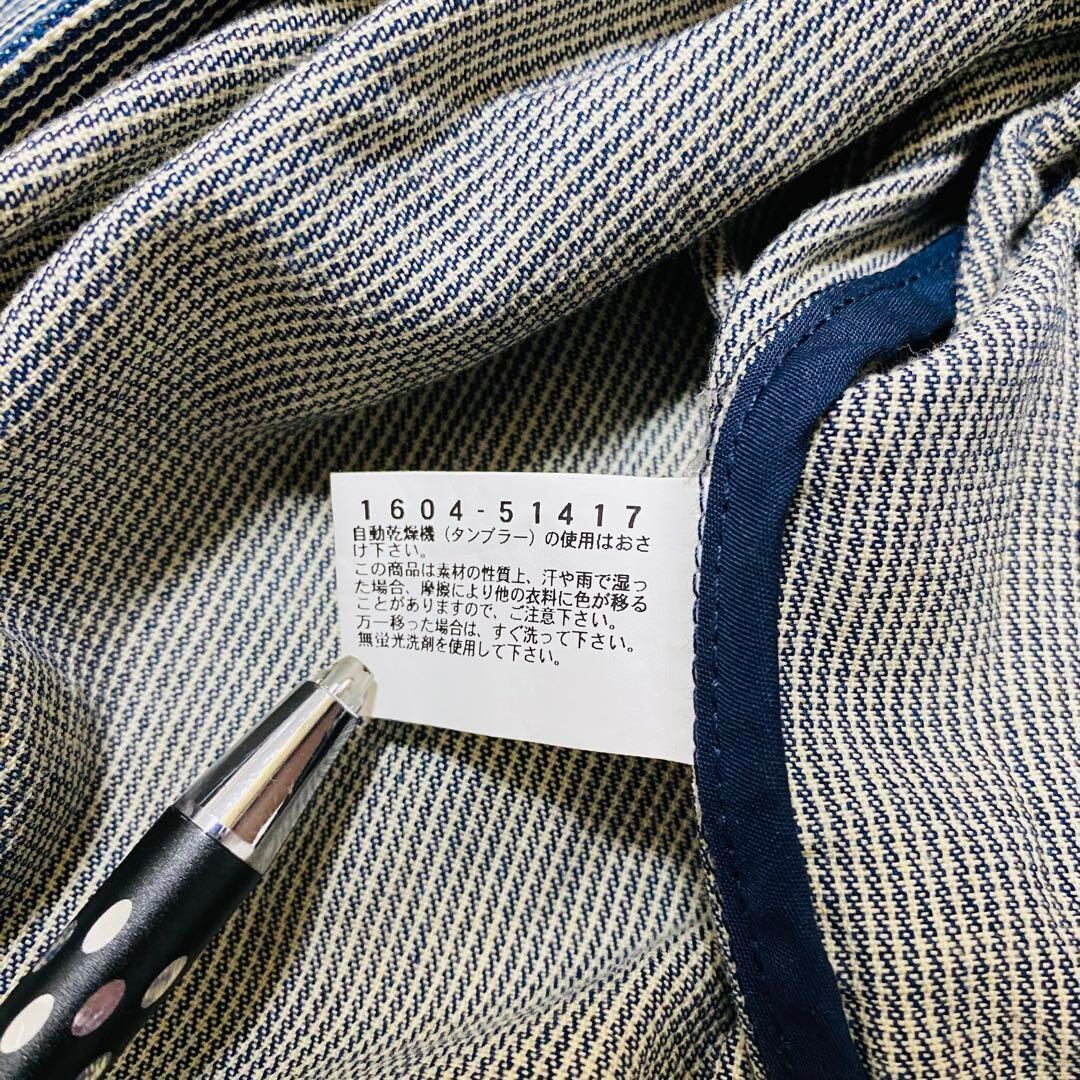 1604-51417
自動乾燥機（タンブラー）の使用はおさ
け下さい。
この商品は素材の性質上、汗や雨で湿っ
た場合、摩擦により他の衣料に色が移る
ことがありますので、ご注意下さい。
万一移った場合は、すぐ洗って下さい。
無蛍光洗剤を使用して下さい。